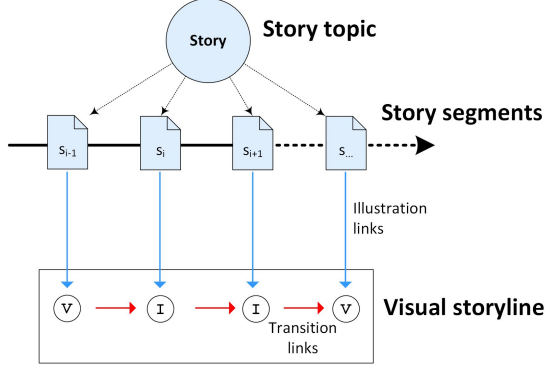 Story
Story topic
Story segments
Si-1
Si
Si+1
S...
Illustration
links
V
I
I
V
Visual storyline
Transition
links